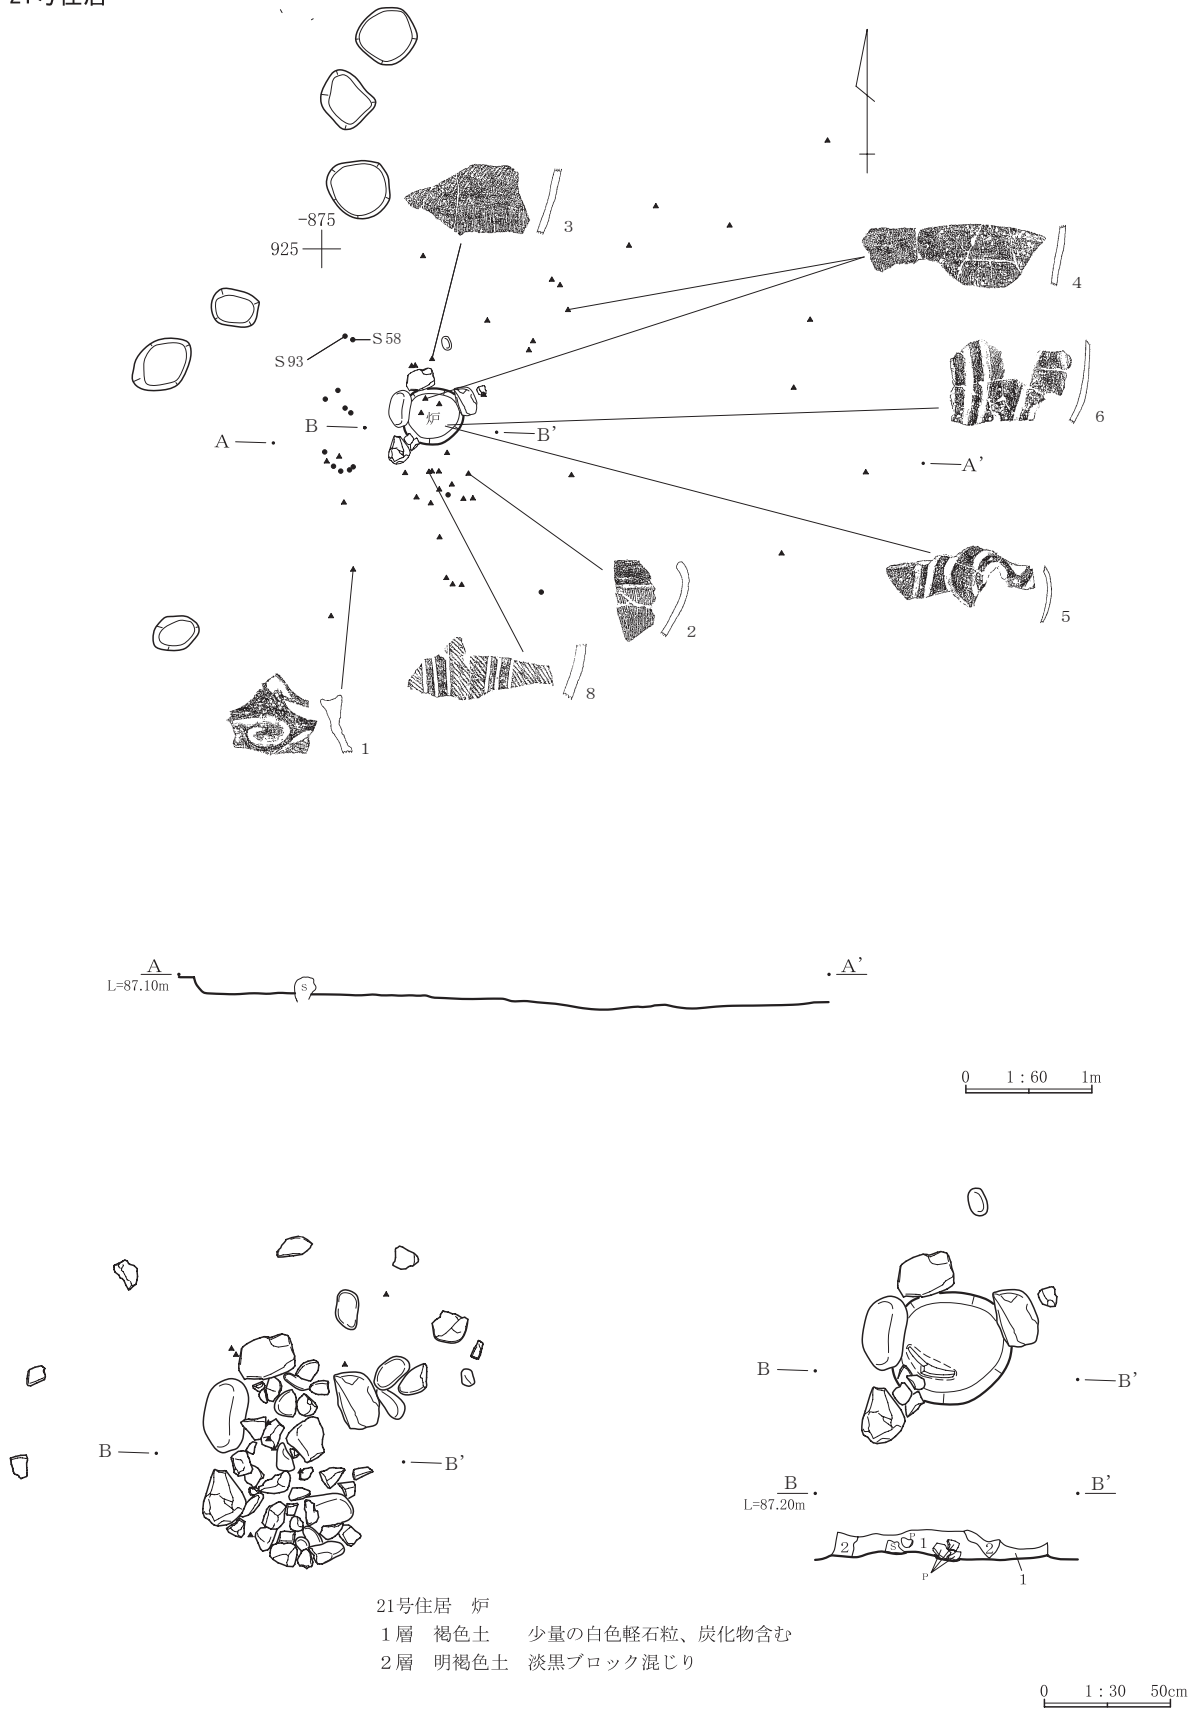 21号住居
-875
925
3
4
S58
S93
6
炉
B
B'
A
A'
5
2
8
1
A
L=87.10m
A'
S
0 1:60 1m
B
B'
B
B'
B
L=87.20m
B'
2
S
P
1
2
P
1
21号住居 炉
1層 褐色土 少量の白色軽石粒、炭化物含む
2層 明褐色土 淡黒ブロック混じり
0 1:30 50cm